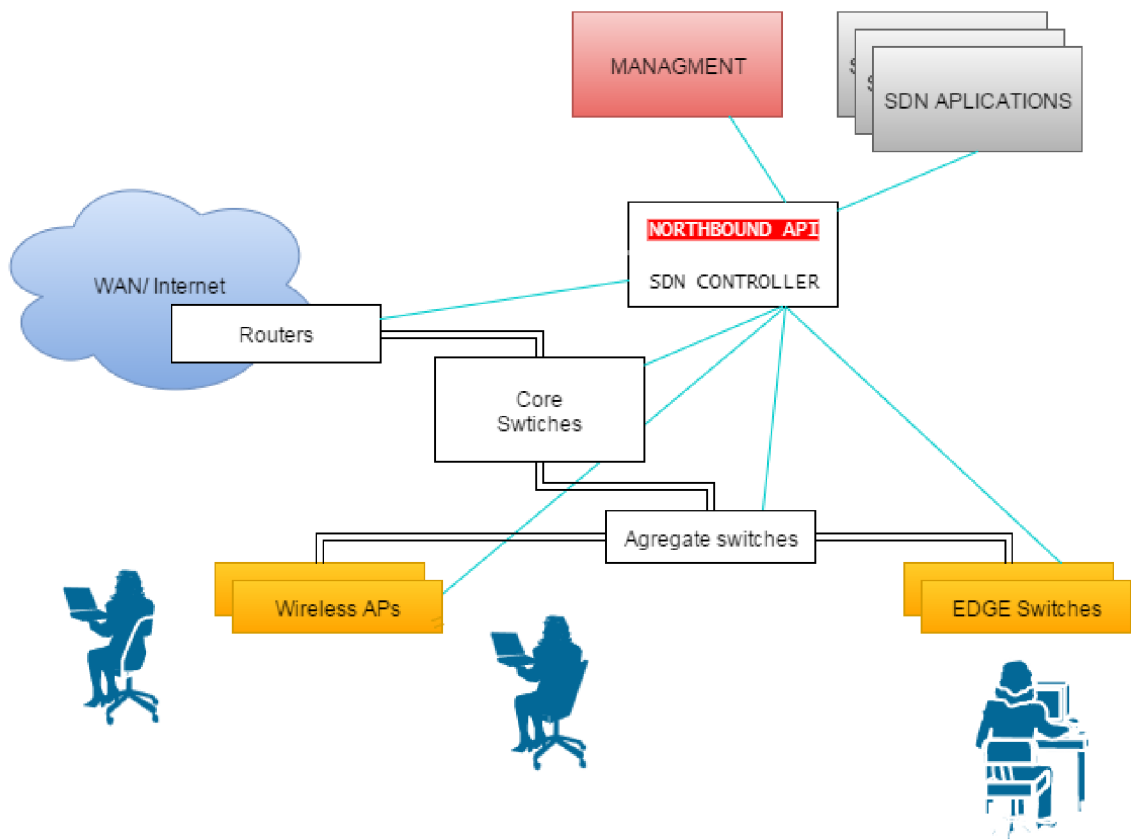 MANAGMENT
S
S
SDN APLICATIONS
NORTHBOUND API
SDN CONTROLLER
WAN/ Internet
Routers
Core
Swtiches
Agregate switches
Wireless APs
EDGE Switches